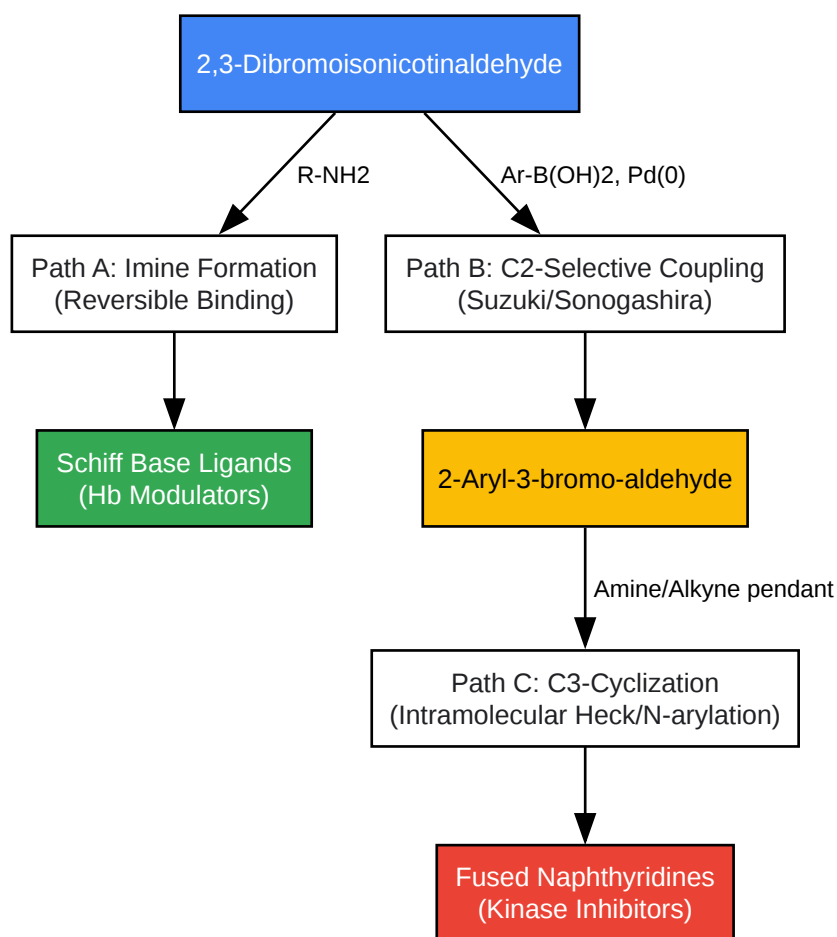 2,3-Dibromoisonicotinaldehyde
R-NH2
Ar-B(OH)2, Pd(0)
Path A: Imine Formation
(Reversible Binding)
Path B: C2-Selective Coupling
(Suzuki/Sonogashira)
Schiff Base Ligands
(Hb Modulators)
2-Aryl-3-bromo-aldehyde
Amine/Alkyne pendant
Path C: C3-Cyclization
(Intramolecular Heck/N-arylation)
Fused Naphthyridines
(Kinase Inhibitors)